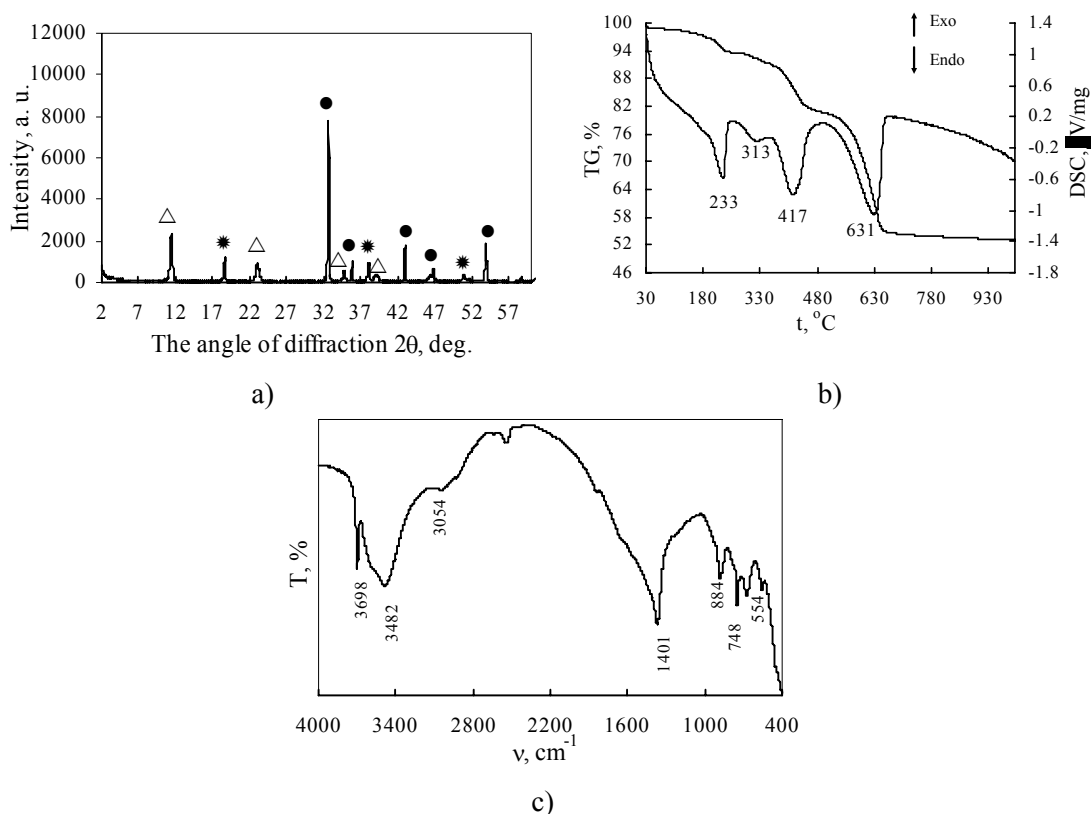 12000
10000
8000
6000
4000
2000
0
Intensity, a. u.
2 7 12 17 22 27 32 37 42 47 52 57
The angle of diffraction 2θ, deg.
a)
100
94
88
82
76
70
64
58
52
46
TG, %
Exo
Endo
1.4
1
0.6
0.2
-0.2
-0.6
-1
-1.4
-1.8
DSC, V/mg
233
313
417
631
30 180 330 480 630 780 930
t, °C
b)
T, %
3698
3482
3054
1401
884
748
554
4000 3400 2800 2200 1600 1000 400
ν, cm⁻¹
c)